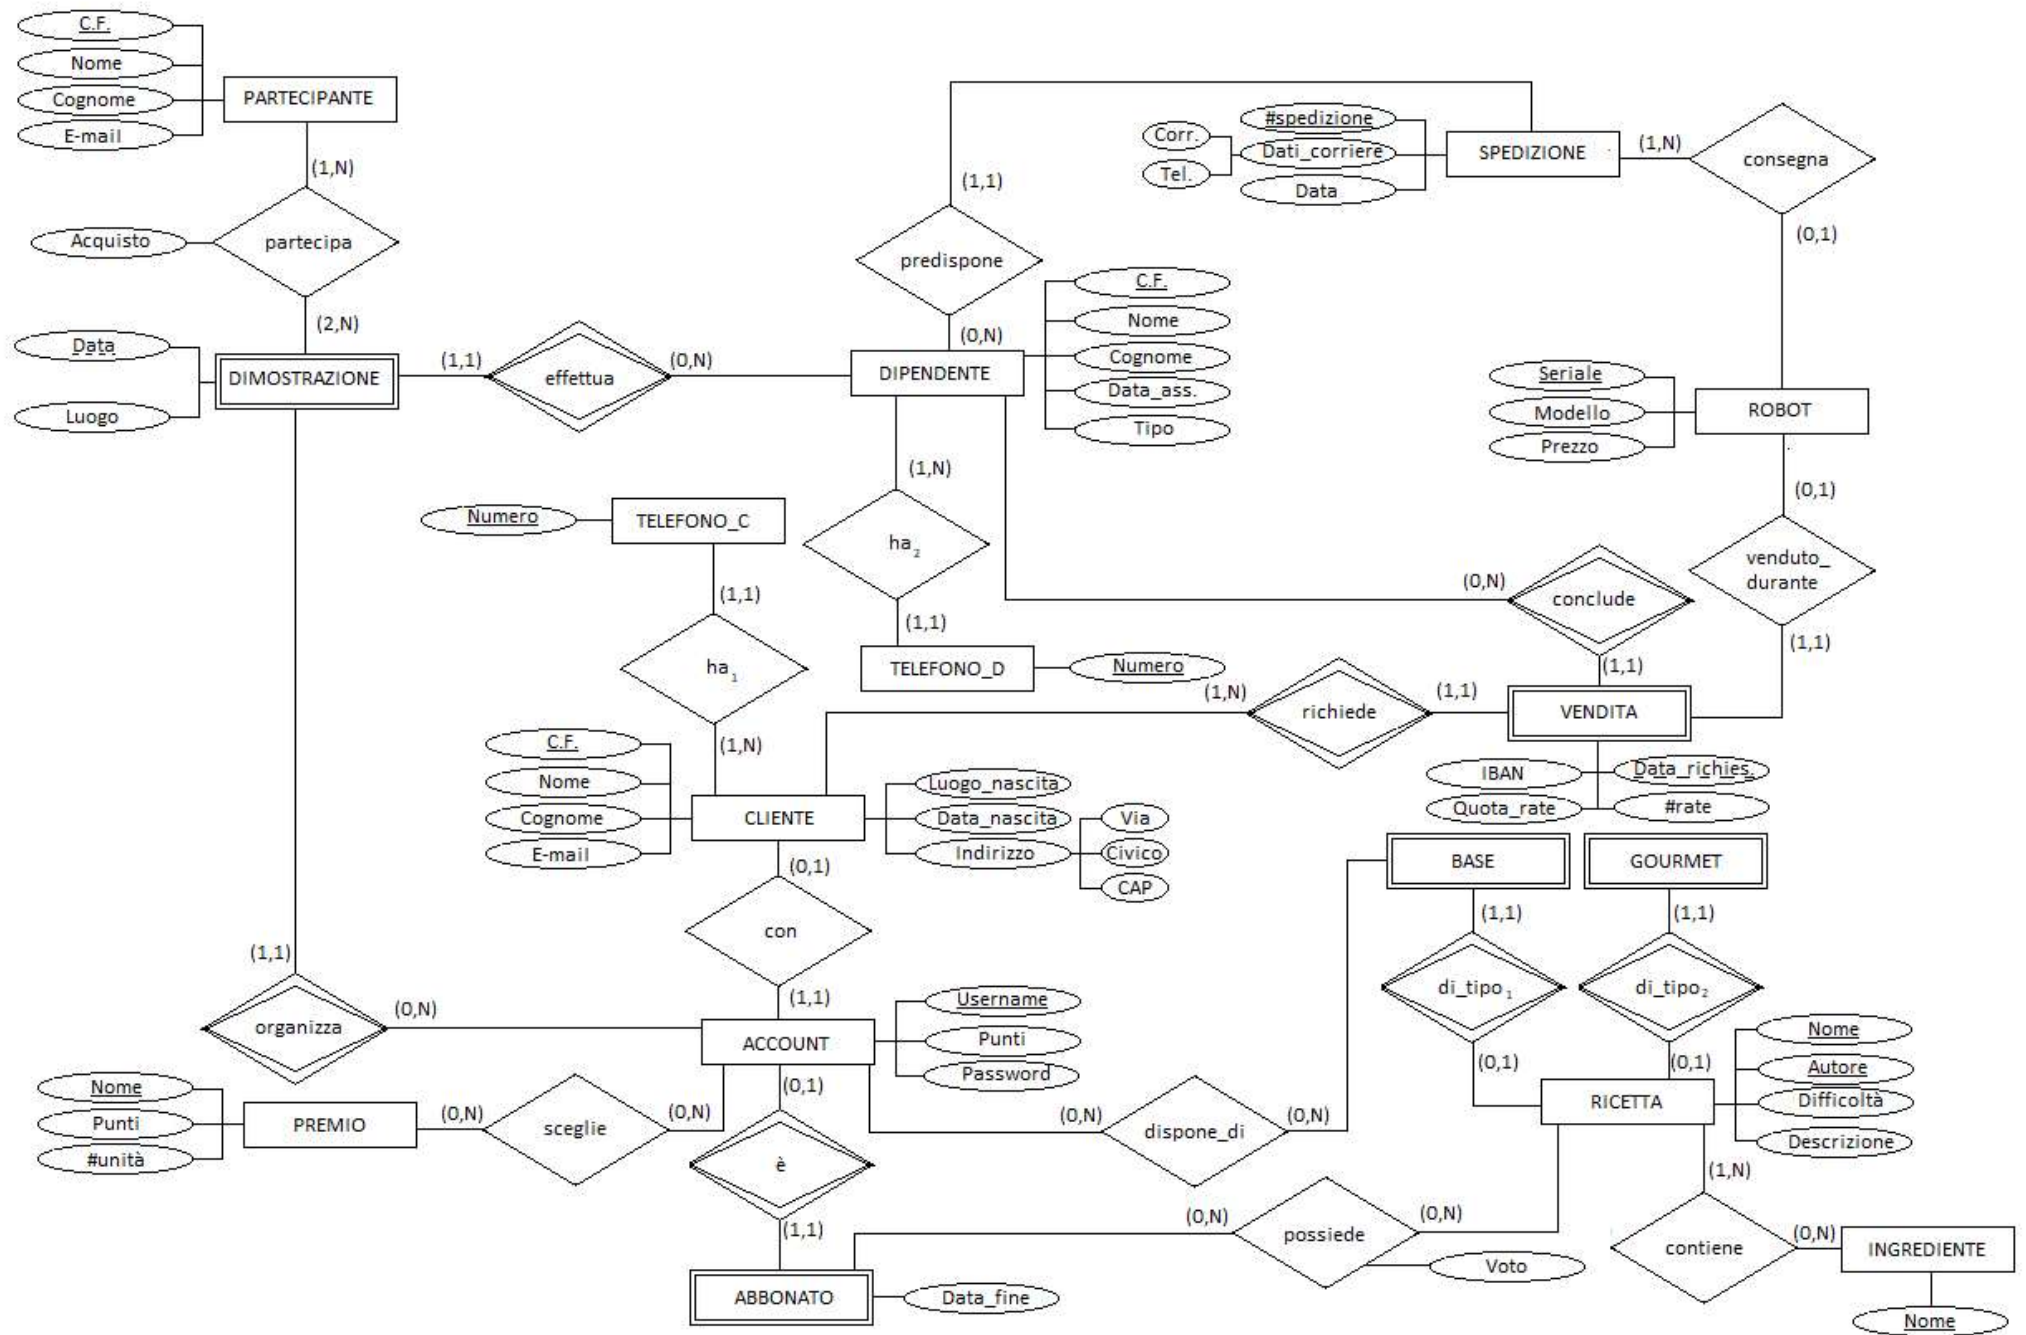 C.F.
Nome
Cognome
E-mail
PARTECIPANTE
(1,N)
Acquisto
partecipa
(2,N)
Data
Luogo
DIMOSTRAZIONE
(1,1)
effettua
(0,N)
(1,1)
predispone
(0,N)
DIPENDENTE
C.F.
Nome
Cognome
Data_ass.
Tipo
Corr.
Tel.
#spedizione
Dati_corriere
Data
SPEDIZIONE
(1,N)
consegna
(0,1)
Seriale
Modello
Prezzo
ROBOT
(0,1)
venduto_
durante
(1,1)
(1,N)
ha2
(1,1)
TELEFONO_D
Numero
Numero
TELEFONO_C
(1,1)
ha1
(1,N)
(0,N)
conclude
(1,1)
(1,N)
richiede
(1,1)
VENDITA
IBAN
Data_richies.
Quota_rate
#rate
C.F.
Nome
Cognome
E-mail
CLIENTE
Luogo_nascita
Data_nascita
Indirizzo
Via
Civico
CAP
(0,1)
con
(1,1)
BASE
GOURMET
(1,1)
(1,1)
di_tipo1
di_tipo2
(0,1)
(0,1)
(1,1)
organizza
(0,N)
ACCOUNT
Username
Punti
Password
Nome
Punti
#unità
PREMIO
(0,N)
sceglie
(0,N)
(0,1)
è
(1,1)
ABBONATO
Data_fine
(0,N)
dispone_di
(0,N)
RICETTA
Nome
Autore
Difficoltà
Descrizione
(0,N)
possiede
(0,N)
Voto
(1,N)
contiene
(0,N)
INGREDIENTE
Nome